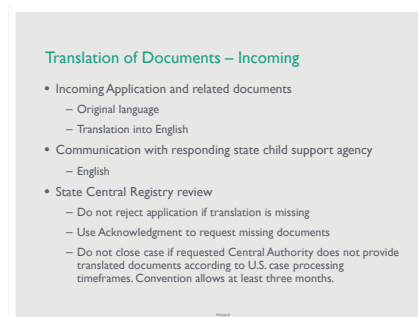 Translation of Documents – Incoming
• Incoming Application and related documents
– Original language
– Translation into English
• Communication with responding state child support agency
– English
• State Central Registry review
– Do not reject application if translation is missing
– Use Acknowledgment to request missing documents
– Do not close case if requested Central Authority does not provide
translated documents according to U.S. case processing
timeframes. Convention allows at least three months.